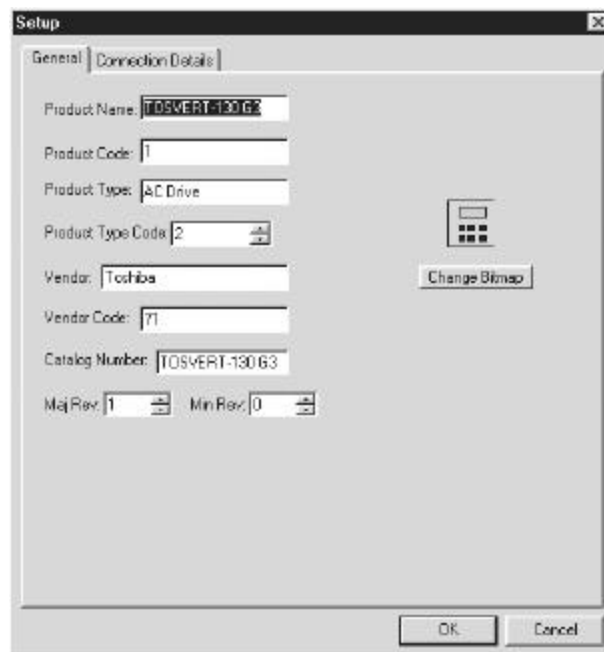 Setup
General Connection Details
Product Name: TOSVERT-130 G3
Product Code: 1
Product Type: AC Drive
Product Type Code: 2
Change Bitmap
Vendor: Toshiba
Vendor Code: 71
Catalog Number: TOSVERT-130 G3
Maj Rev: 1 Min Rev: 0
OK Cancel